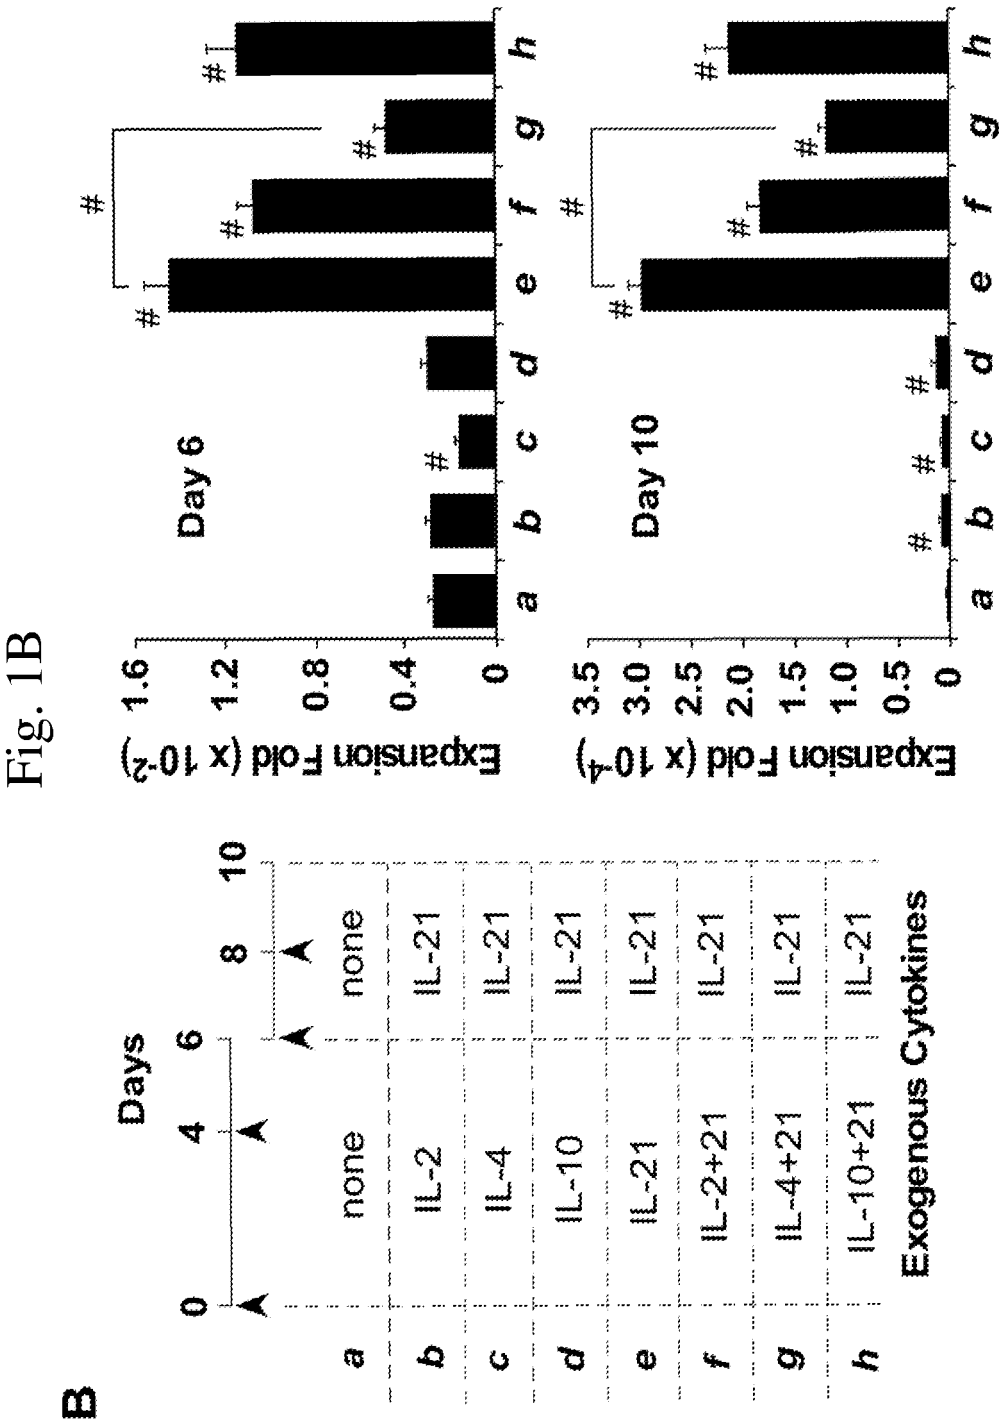 Fig. 1B
B
Days
0 4 6 8 10
a none none
b IL-2 IL-21
c IL-4 IL-21
d IL-10 IL-21
e IL-21 IL-21
f IL-2+21 IL-21
g IL-4+21 IL-21
h IL-10+21 IL-21
Exogenous Cytokines
Expansion Fold (x 10-2)
1.6
1.2
0.8
0.4
0
Day 6
#
# # # # #
a b c d e f g h
Expansion Fold (x 10-4)
3.5
3.0
2.5
2.0
1.5
1.0
0.5
0
Day 10
#
# # # # # # #
a b c d e f g h